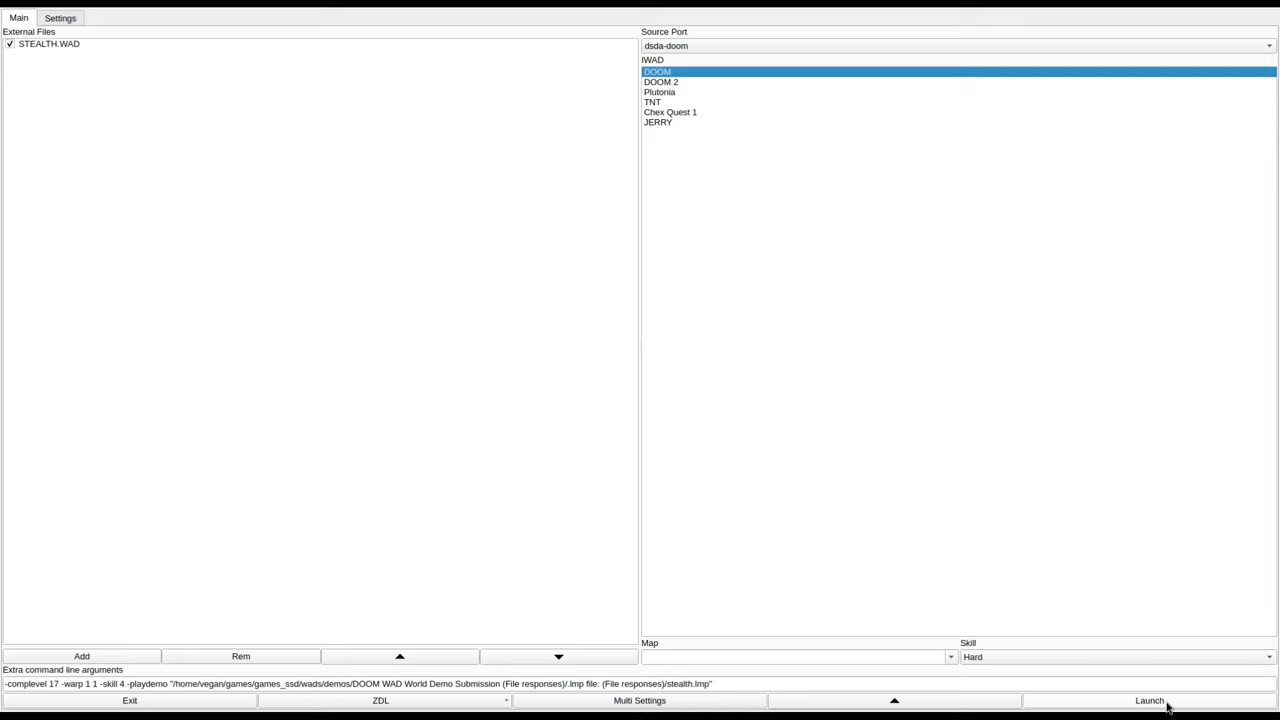 Main Settings
External Files
STEALTH.WAD
Source Port
dsda-doom
IWAD
DOOM
DOOM 2
Plutonia
TNT
Chex Quest 1
JERRY
Map Skill
Hard
Add Rem
Extra command line arguments
-complevel 17 -warp 1 1 -skill 4 -playdemo "/home/vegan/games/games_ssd/wads/demos/DOOM WAD World Demo Submission (File responses)/.lmp file: (File responses)/stealth.lmp"
Exit ZDL Multi Settings Launch